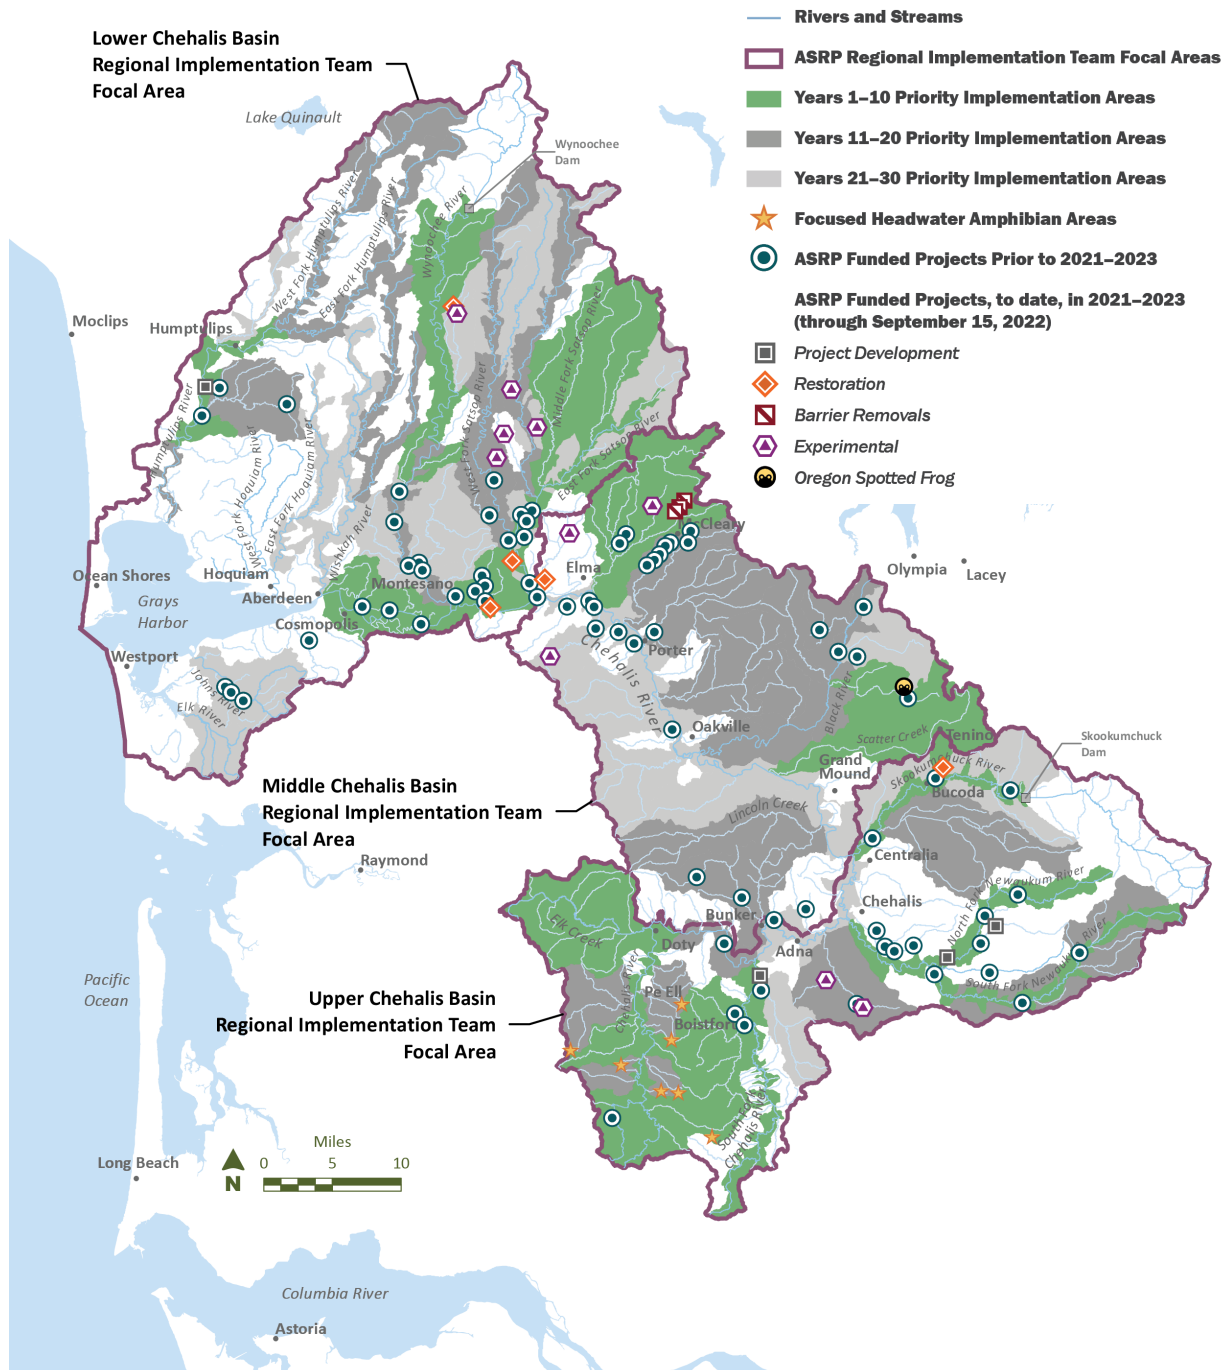 Lower Chehalis Basin
Regional Implementation Team
Focal Area
Rivers and Streams
ASRP Regional Implementation Team Focal Areas
Years 1–10 Priority Implementation Areas
Years 11–20 Priority Implementation Areas
Years 21–30 Priority Implementation Areas
Focused Headwater Amphibian Areas
ASRP Funded Projects Prior to 2021–2023
ASRP Funded Projects, to date, in 2021–2023
(through September 15, 2022)
Project Development
Restoration
Barrier Removals
Experimental
Oregon Spotted Frog
Lake Quinault
Wynoochee
Dam
West Fork Humptulips River
East Fork Humptulips River
Wynoochee River
Moclips
Humptulips
Middle Fork Satsop River
West Fork Satsop River
East Fork Satsop River
Humptulips River
West Fork Hoquiam River
East Fork Hoquiam River
Wishkah River
McCleary
Elma
Olympia
Lacey
Ocean Shores
Hoquiam
Montesano
Grays
Harbor
Aberdeen
Cosmopolis
Westport
Johns River
Elk River
Chehalis River
Porter
Black River
Oakville
Scatter Creek
Tenino
Skookumchuck
Dam
Grand
Mound
Skookumchuck River
Bucoda
Middle Chehalis Basin
Regional Implementation Team
Focal Area
Lincoln Creek
Raymond
Centralia
North Fork Newaukum River
Chehalis
Elk Creek
Bunker
Doty
Adna
South Fork Newaukum River
Pacific
Ocean
Upper Chehalis Basin
Regional Implementation Team
Focal Area
Chehalis River
Pe Ell
Boistfort
South Fork
Chehalis River
Miles
0 5 10
N
Long Beach
Columbia River
Astoria